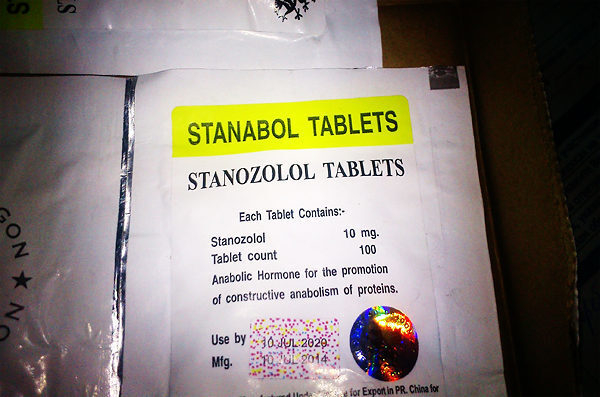 STANABOL TABLETS
STANOZOLOL TABLETS
Each Tablet Contains:-
Stanozolol 10 mg.
Tablet count 100
Anabolic Hormone for the promotion
of constructive anabolism of proteins.
Use by 10 JUL 2020
Mfg. 10 JUL 2014
for Export in PR. China for